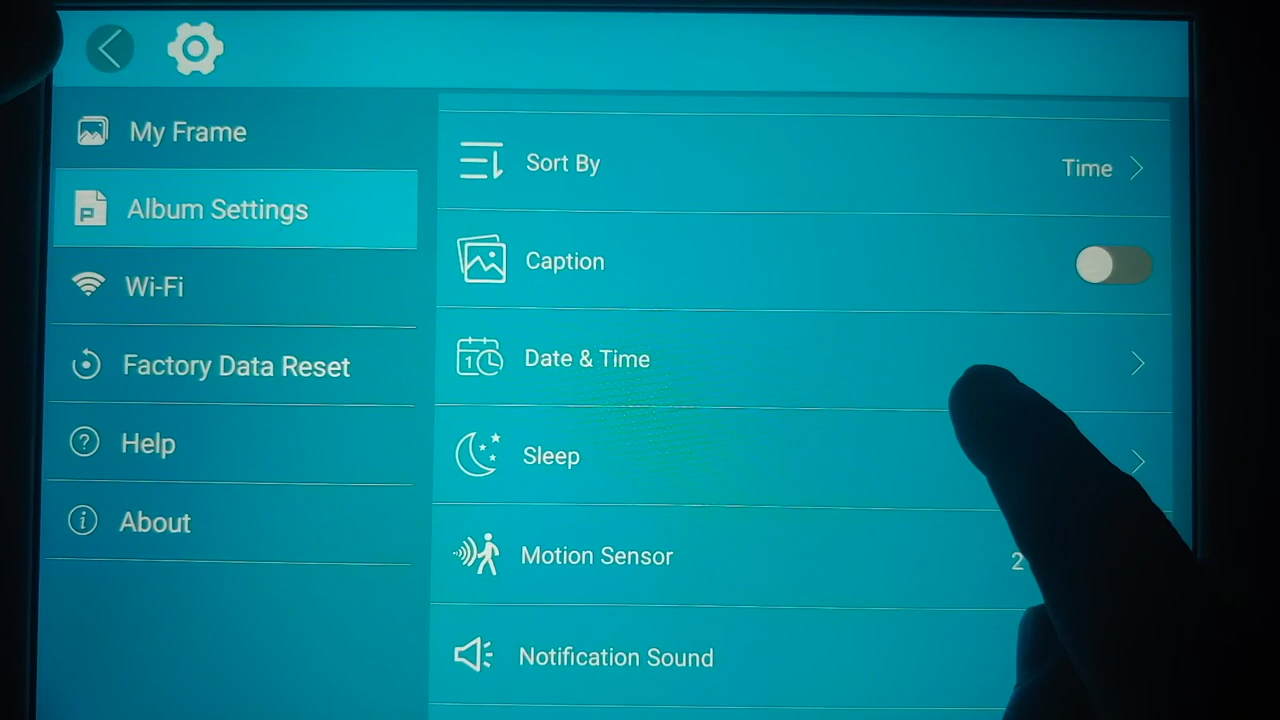 My Frame
Album Settings
Wi-Fi
Factory Data Reset
Help
About
Sort By Time
Caption
Date & Time
Sleep
Motion Sensor 2
Notification Sound